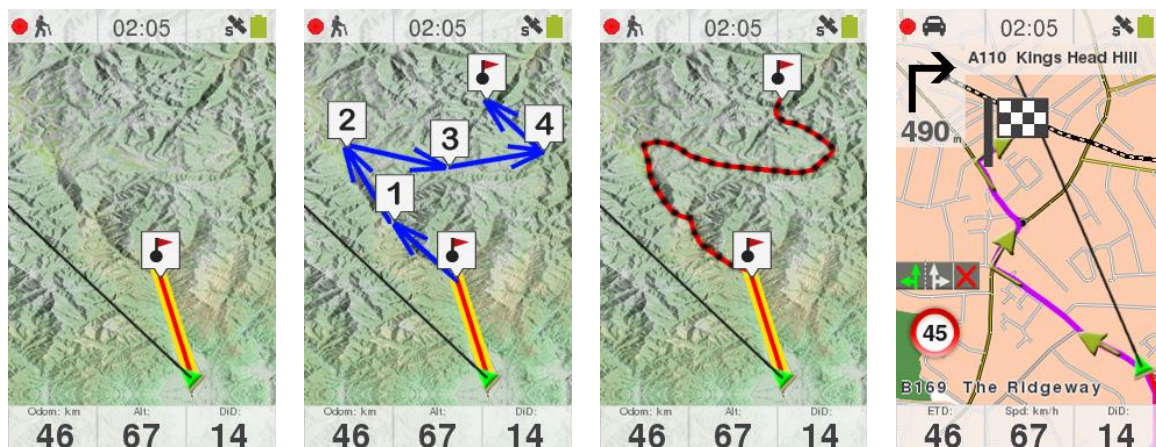 02:05
S
Odom: km Alt: DiD:
46 67 14
02:05
S
2 3 4
1
Odom: km Alt: DiD:
46 67 14
02:05
S
Odom: km Alt: DiD:
46 67 14
02:05
S
A110 Kings Head Hill
490 m
45
B169 The Ridgeway
ETD: Spd: km/h DiD:
46 67 14